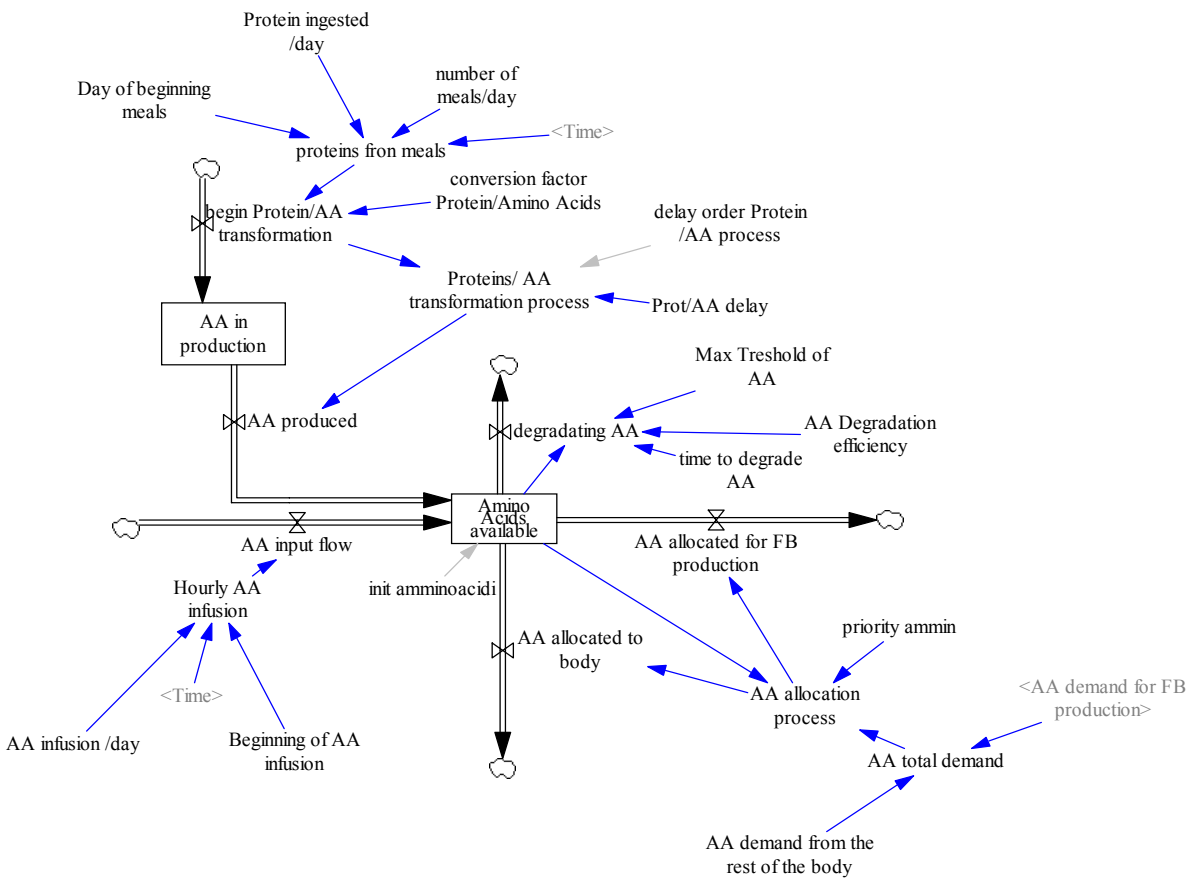 Protein ingested
/day
Day of beginning
meals
number of
meals/day
<Time>
proteins fron meals
conversion factor
Protein/Amino Acids
begin Protein/AA
transformation
delay order Protein
/AA process
Proteins/ AA
transformation process
Prot/AA delay
AA in
production
Max Treshold of
AA
AA produced
degradating AA
AA Degradation
efficiency
time to degrade
AA
Amino
Acids
available
AA input flow
AA allocated for FB
production
init amminoacidi
Hourly AA
infusion
AA allocated to
body
priority ammin
<Time>
AA allocation
process
<AA demand for FB
production>
AA infusion /day
Beginning of AA
infusion
AA total demand
AA demand from the
rest of the body